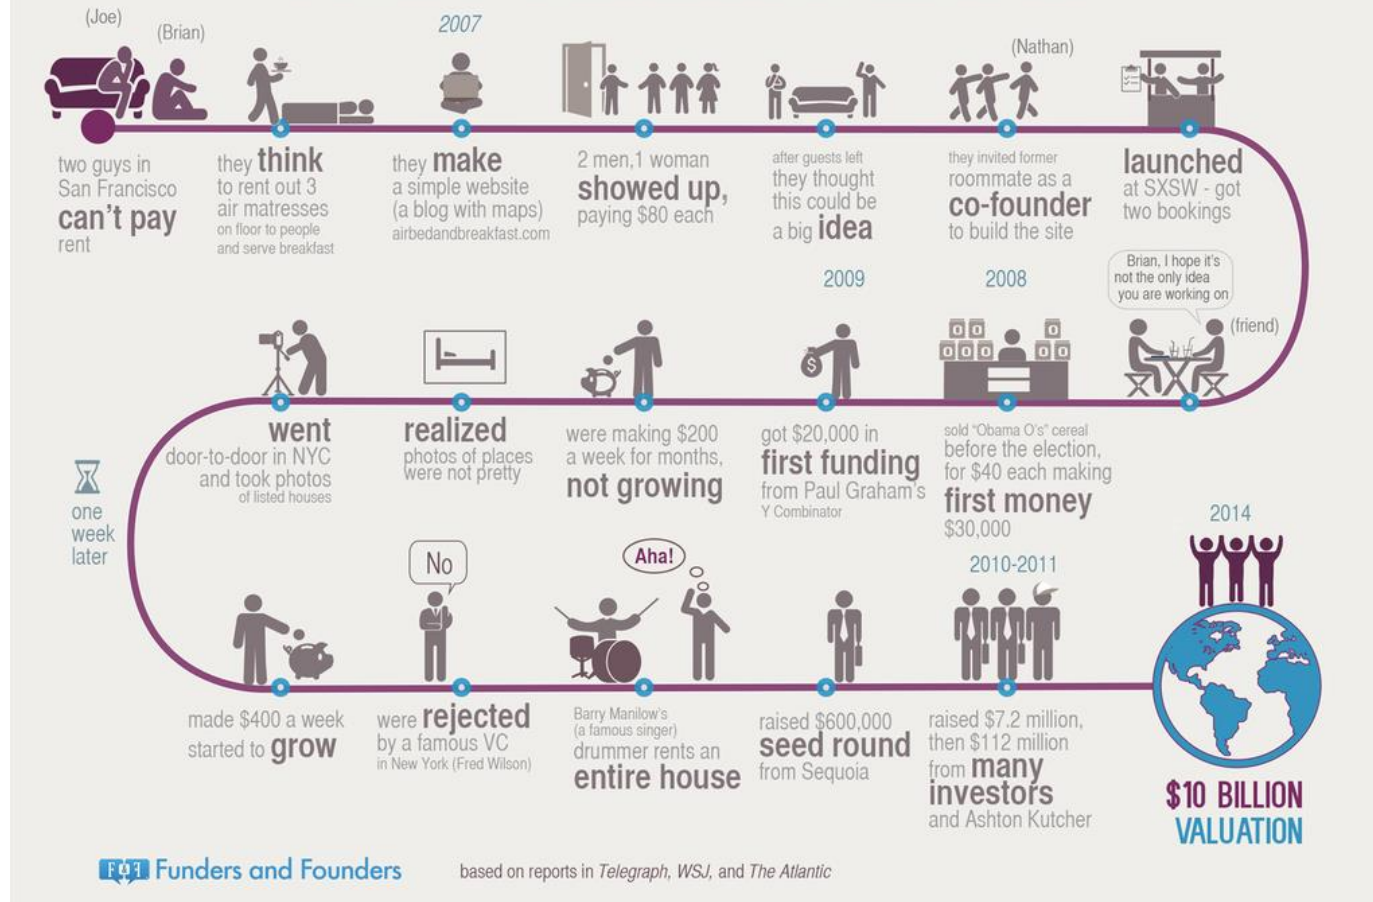 (Joe)
(Brian)
two guys in
San Francisco
can't pay
rent
they think
to rent out 3
air matresses
on floor to people
and serve breakfast
2007
they make
a simple website
(a blog with maps)
airbedandbreakfast.com
2 men,1 woman
showed up,
paying $80 each
after guests left
they thought
this could be
a big idea
(Nathan)
they invited former
roommate as a
co-founder
to build the site
launched
at SXSW - got
two bookings
Brian, I hope it's
not the only idea
you are working on
(friend)
2008
sold "Obama O's" cereal
before the election,
for $40 each making
first money
$30,000
2009
got $20,000 in
first funding
from Paul Graham's
Y Combinator
were making $200
a week for months,
not growing
realized
photos of places
were not pretty
went
door-to-door in NYC
and took photos
of listed houses
one
week
later
made $400 a week
started to grow
No
were rejected
by a famous VC
in New York (Fred Wilson)
Aha!
Barry Manilow's
(a famous singer)
drummer rents an
entire house
raised $600,000
seed round
from Sequoia
2010-2011
raised $7.2 million,
then $112 million
from many
investors
and Ashton Kutcher
2014
$10 BILLION
VALUATION
Funders and Founders
based on reports in Telegraph, WSJ, and The Atlantic